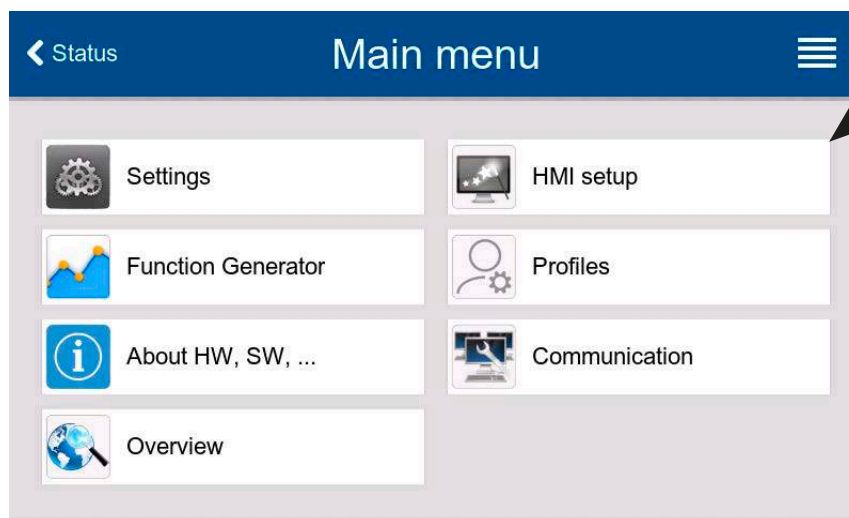 Status
Main menu
Settings
HMI setup
Function Generator
Profiles
About HW, SW, ...
Communication
Overview